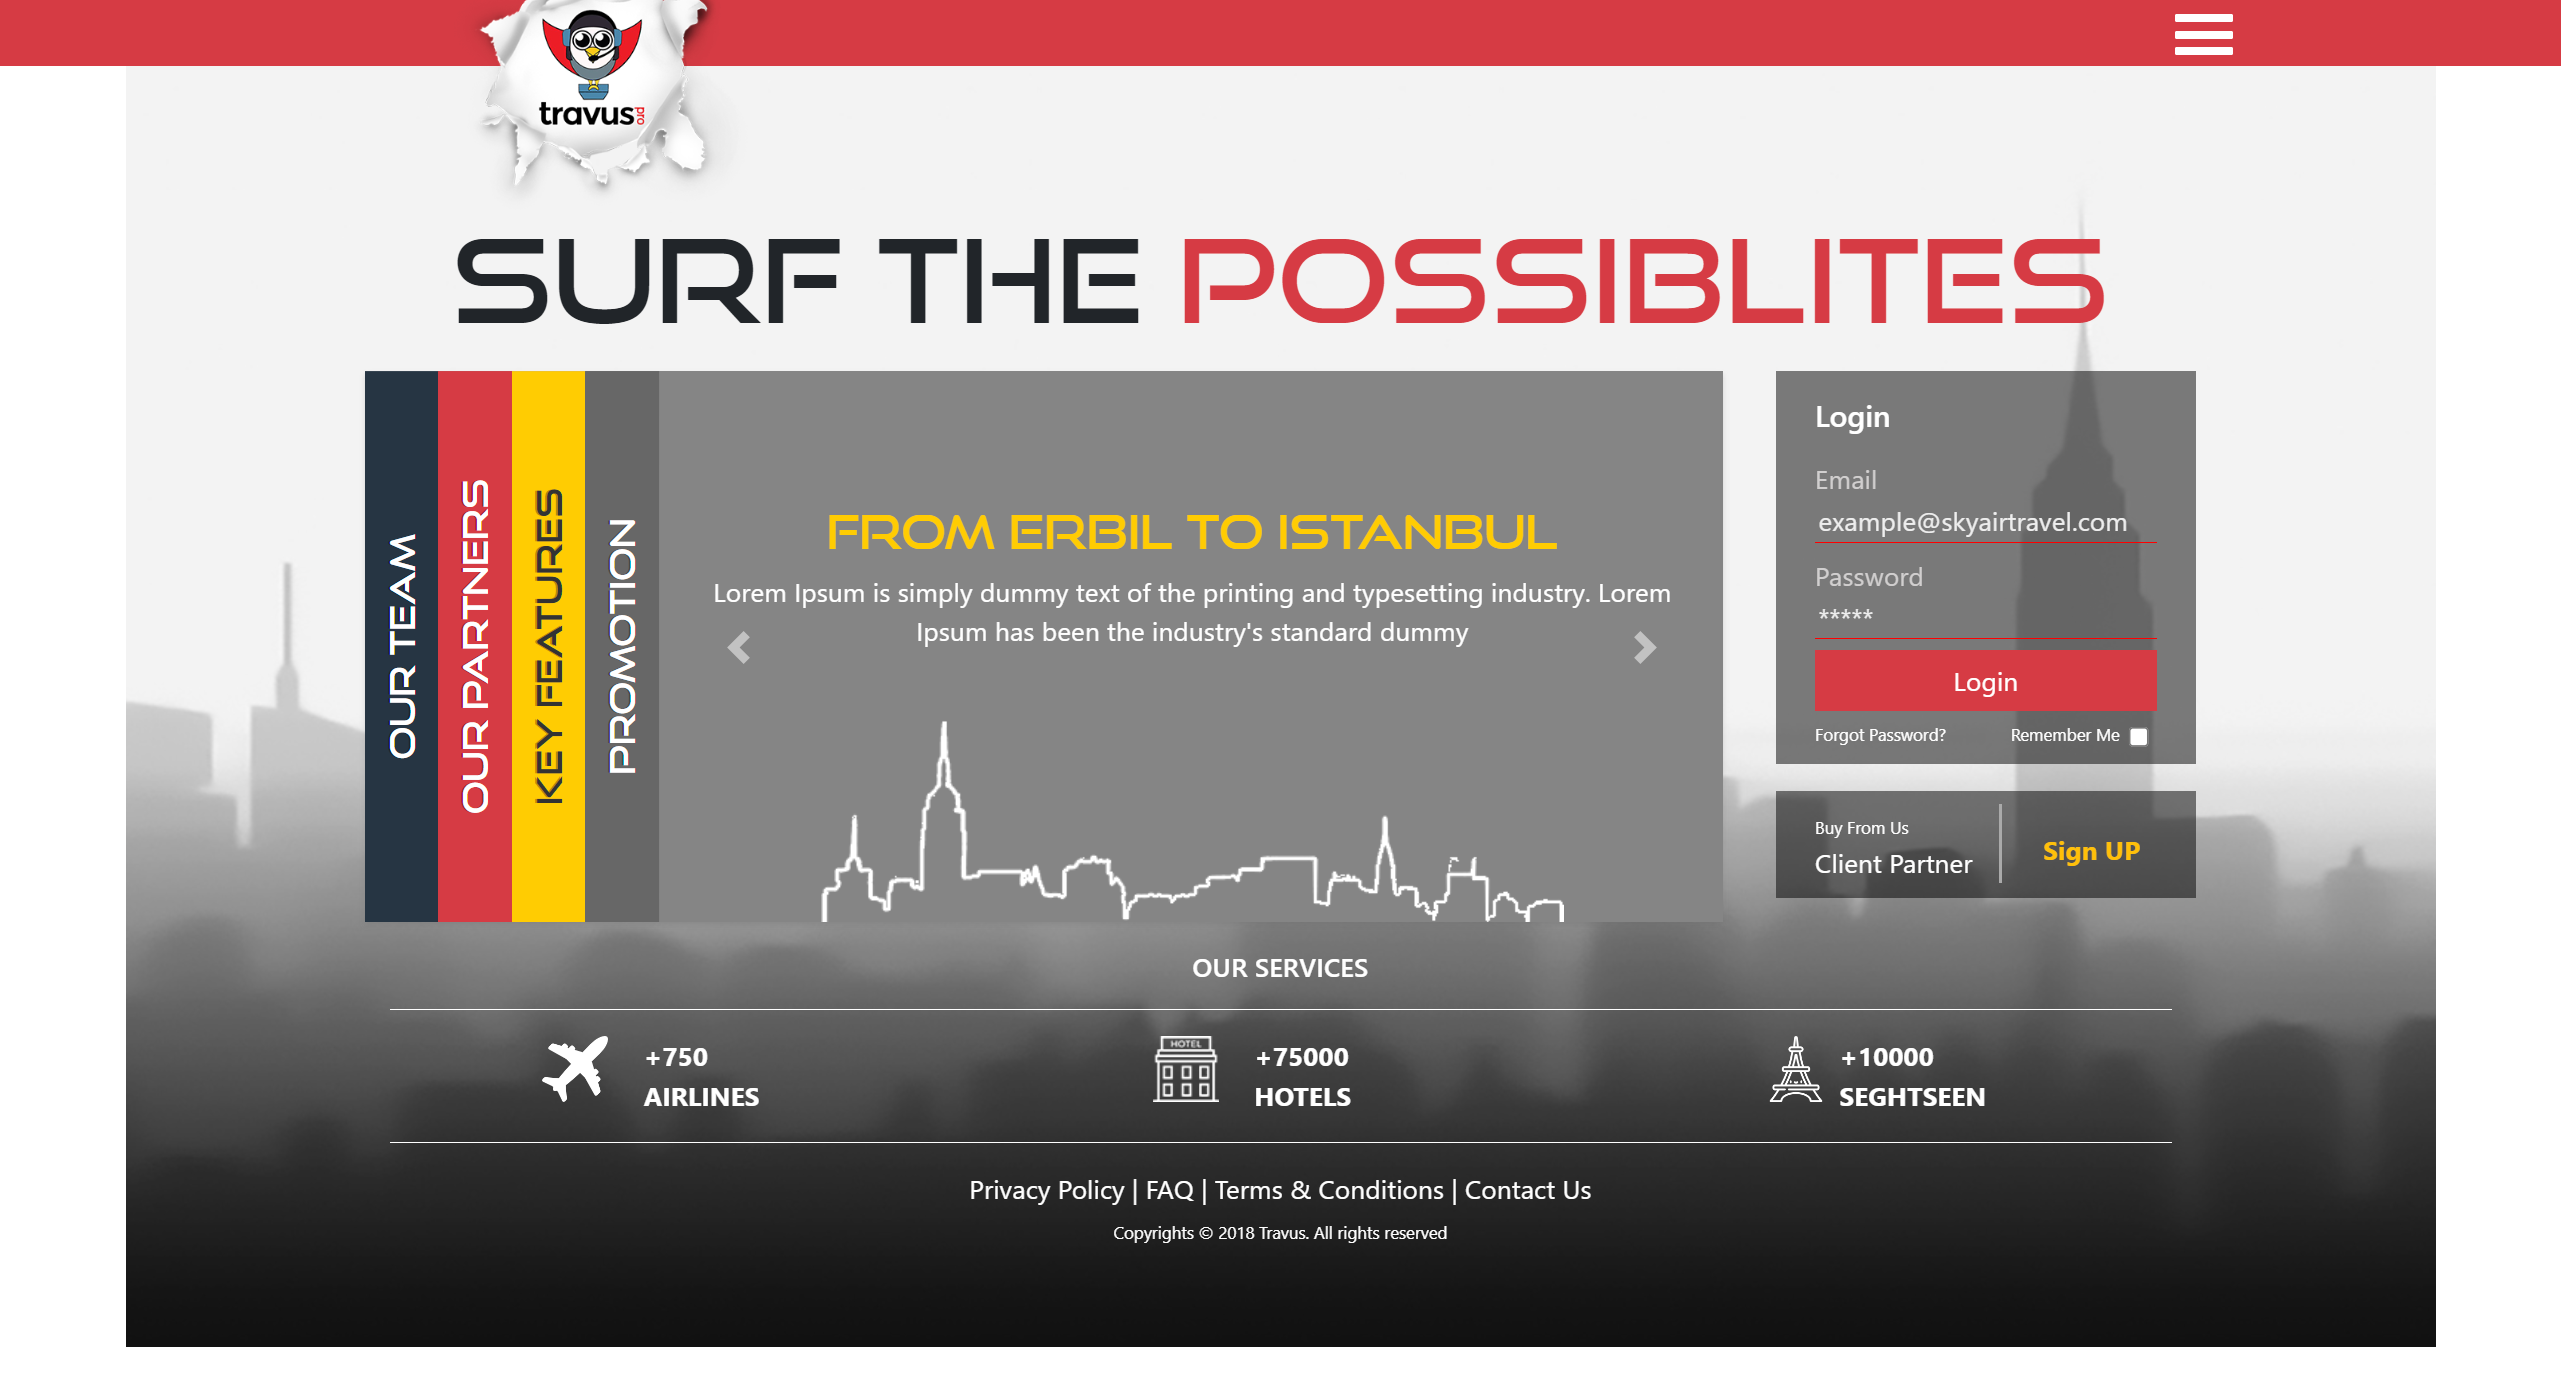 travus pro
SURF THE POSSIBLITES
OUR TEAM
OUR PARTNERS
KEY FEATURES
PROMOTION
FROM ERBIL TO ISTANBUL
Lorem Ipsum is simply dummy text of the printing and typesetting industry. Lorem
Ipsum has been the industry's standard dummy
Login
Email
example@skyairtravel.com
Password
*****
Login
Forgot Password? Remember Me
Buy From Us
Client Partner
Sign UP
OUR SERVICES
+750
AIRLINES
HOTEL
+75000
HOTELS
+10000
SEGHTSEEN
Privacy Policy | FAQ | Terms & Conditions | Contact Us
Copyrights © 2018 Travus. All rights reserved